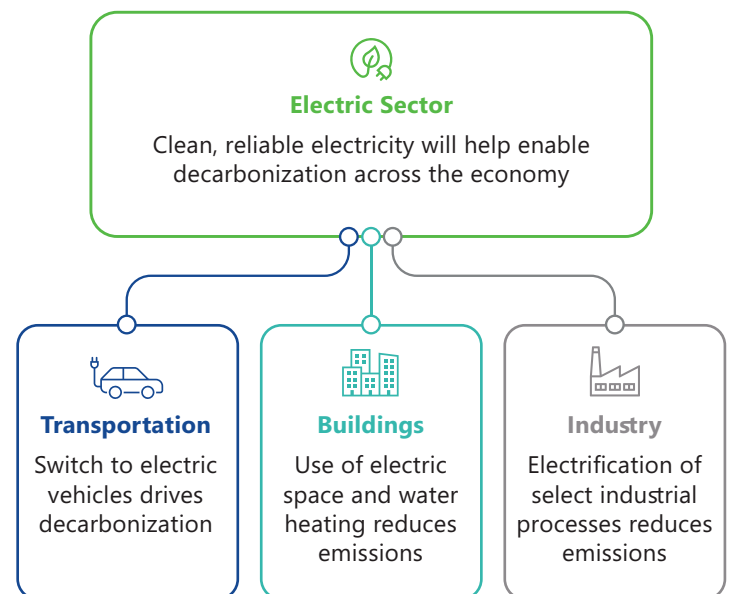 Electric Sector
Clean, reliable electricity will help enable
decarbonization across the economy
Transportation
Switch to electric
vehicles drives
decarbonization
Buildings
Use of electric
space and water
heating reduces
emissions
Industry
Electrification of
select industrial
processes reduces
emissions